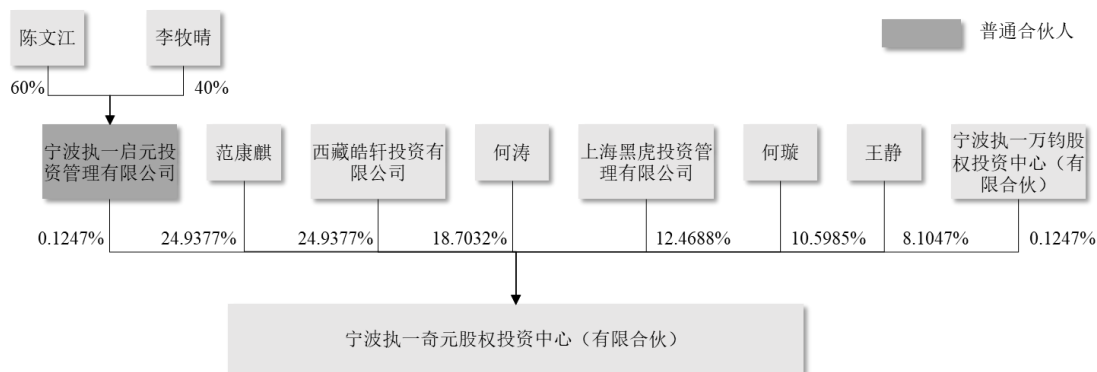 陈文江
李牧晴
普通合伙人
60%
40%
宁波执一启元投
资管理有限公司
范康麒
西藏皓轩投资有
限公司
何涛
上海黑虎投资管
理有限公司
何璇
王静
宁波执一万钧股
权投资中心（有
限合伙）
0.1247%
24.9377%
24.9377%
18.7032%
12.4688%
10.5985%
8.1047%
0.1247%
宁波执一奇元股权投资中心（有限合伙）